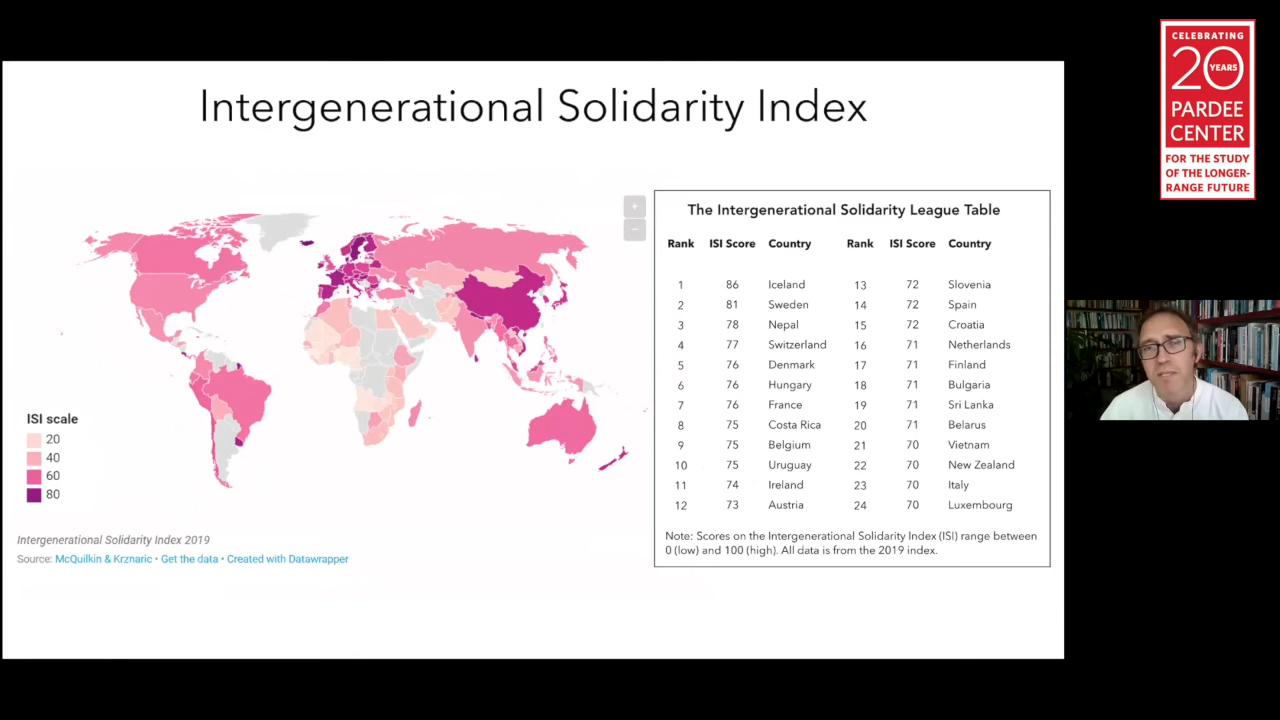 Intergenerational Solidarity Index
CELEBRATING
20 YEARS
PARDEE
CENTER
FOR THE STUDY
OF THE LONGER-
RANGE FUTURE
+
−
ISI scale
20
40
60
80
Intergenerational Solidarity Index 2019
Source: McQuilkin & Krznaric • Get the data • Created with Datawrapper
The Intergenerational Solidarity League Table
Rank ISI Score Country Rank ISI Score Country
1 86 Iceland 13 72 Slovenia
2 81 Sweden 14 72 Spain
3 78 Nepal 15 72 Croatia
4 77 Switzerland 16 71 Netherlands
5 76 Denmark 17 71 Finland
6 76 Hungary 18 71 Bulgaria
7 76 France 19 71 Sri Lanka
8 75 Costa Rica 20 71 Belarus
9 75 Belgium 21 70 Vietnam
10 75 Uruguay 22 70 New Zealand
11 74 Ireland 23 70 Italy
12 73 Austria 24 70 Luxembourg
Note: Scores on the Intergenerational Solidarity Index (ISI) range between
0 (low) and 100 (high). All data is from the 2019 index.